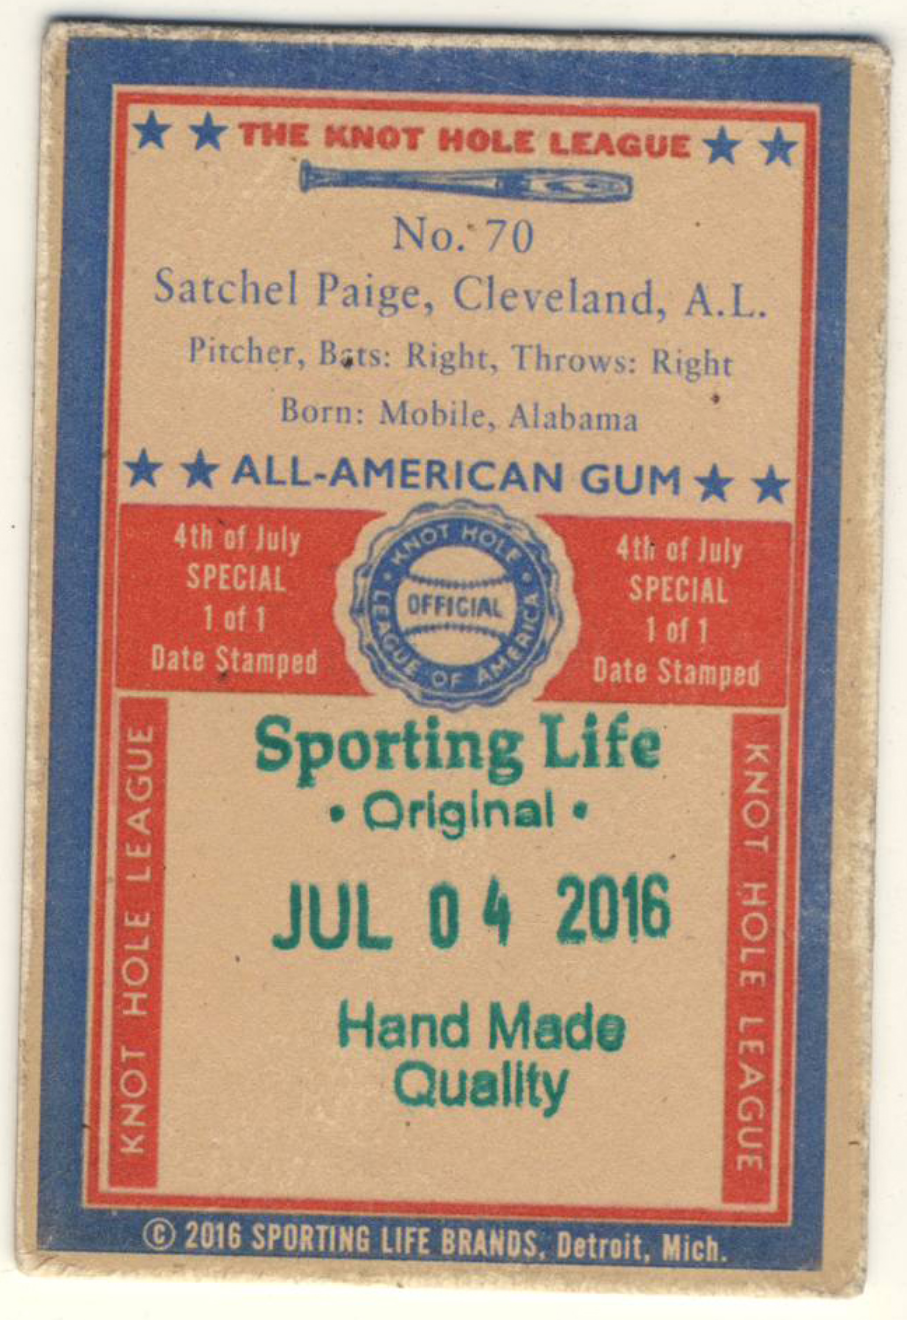 THE KNOT HOLE LEAGUE
No. 70
Satchel Paige, Cleveland, A.L.
Pitcher, Bats: Right, Throws: Right
Born: Mobile, Alabama
ALL-AMERICAN GUM
4th of July
SPECIAL
1 of 1
Date Stamped
KNOT HOLE
OFFICIAL
LEAGUE OF AMERICA
4th of July
SPECIAL
1 of 1
Date Stamped
KNOT HOLE LEAGUE
Sporting Life
• Original •
JUL 04 2016
Hand Made
Quality
KNOT HOLE LEAGUE
© 2016 SPORTING LIFE BRANDS, Detroit, Mich.